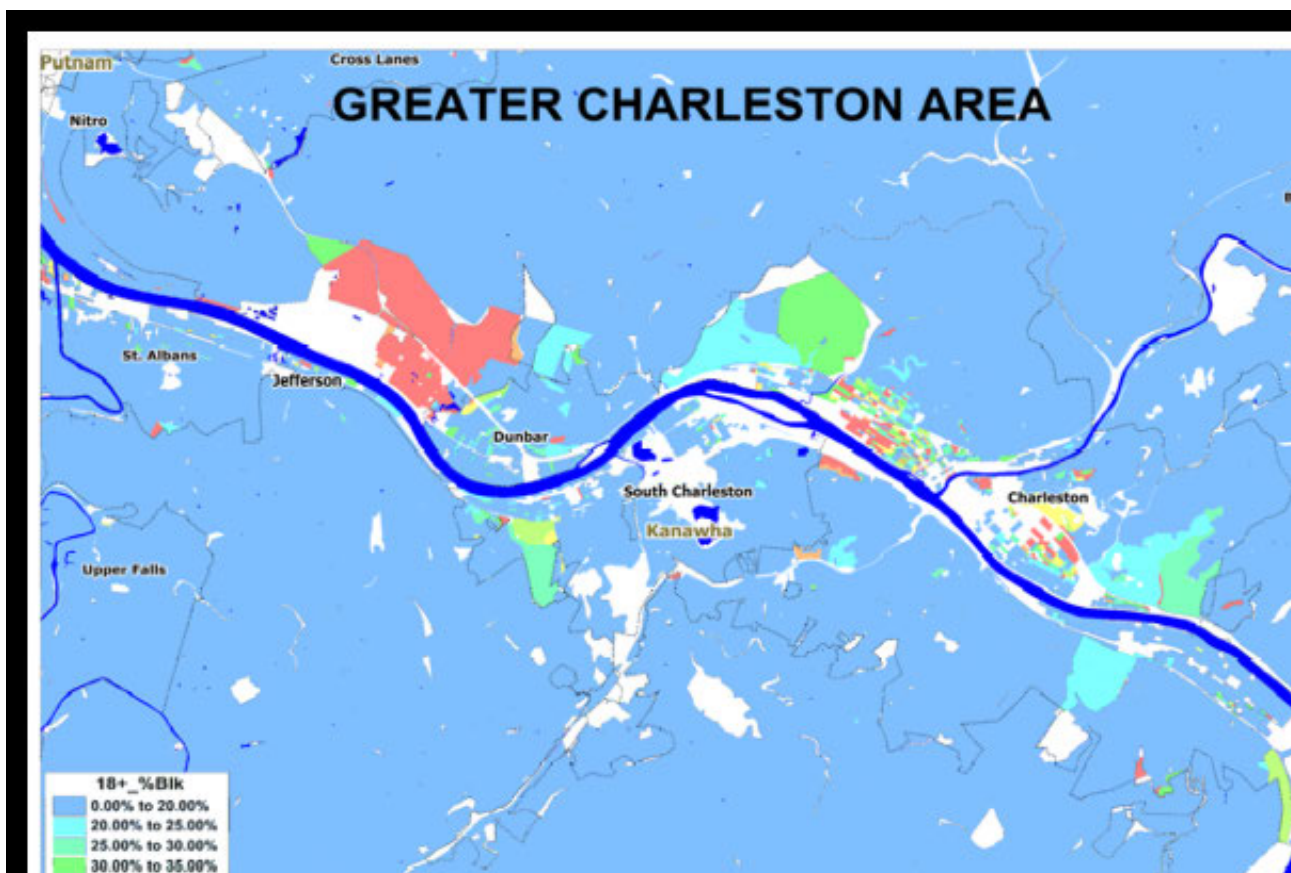 Putnam
Cross Lanes
GREATER CHARLESTON AREA
Nitro
St. Albans
Jefferson
Dunbar
South Charleston
Charleston
Kanawha
Upper Falls
18+_%Blk
0.00% to 20.00%
20.00% to 25.00%
25.00% to 30.00%
30.00% to 35.00%